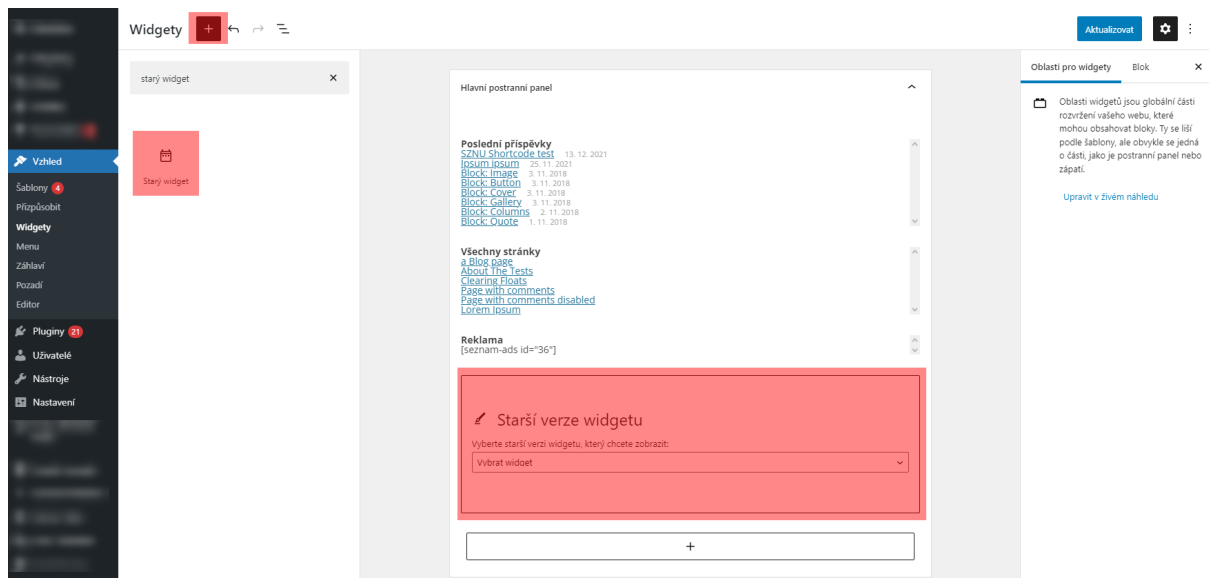 Widgety
Aktualizovat
Vzhled
Šablony 4
Přizpůsobit
Widgety
Menu
Záhlaví
Pozadí
Editor
Pluginy 21
Uživatelé
Nástroje
Nastavení
starý widget
Starý widget
Hlavní postranní panel
Poslední příspěvky
SZNU Shortcode test 13. 12. 2021
Ipsum ipsum 25. 11. 2021
Block: Image 3. 11. 2018
Block: Button 3. 11. 2018
Block: Cover 3. 11. 2018
Block: Gallery 3. 11. 2018
Block: Columns 2. 11. 2018
Block: Quote 1. 11. 2018
Všechny stránky
a Blog page
About The Tests
Clearing Floats
Page with comments
Page with comments disabled
Lorem Ipsum
Reklama
[seznam-ads id="36"]
Starší verze widgetu
Vyberte starší verzi widgetu, který chcete zobrazit:
Vybrat widget
Oblasti pro widgety Blok
Oblasti widgetů jsou globální části
rozvržení vašeho webu, které
mohou obsahovat bloky. Ty se liší
podle šablony, ale obvykle se jedná
o části, jako je postranní panel nebo
zápatí.
Upravit v živém náhledu